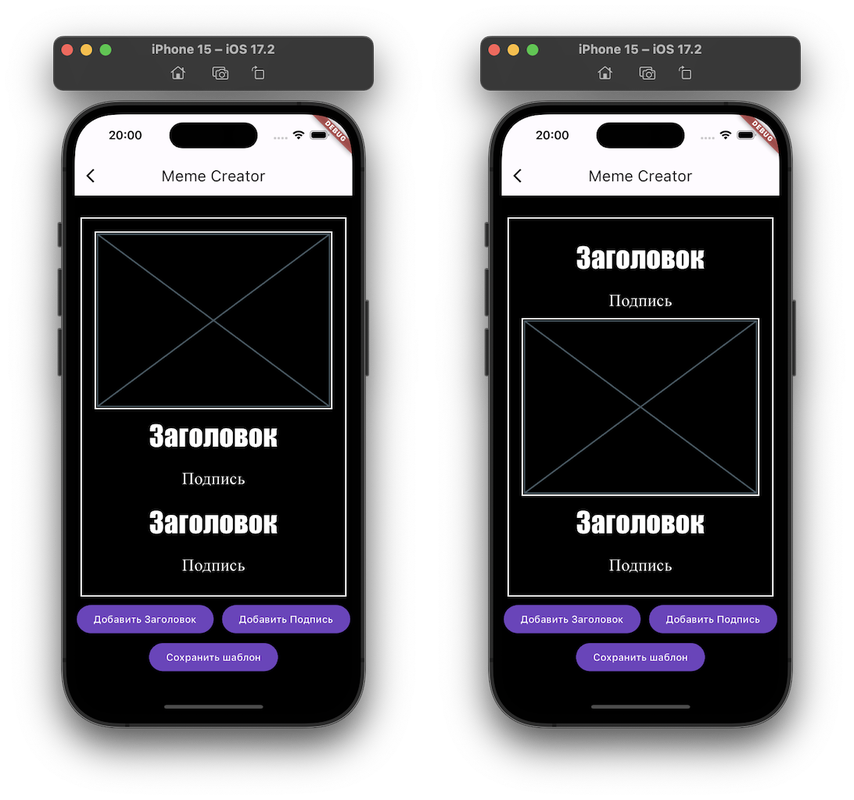 iPhone 15 – iOS 17.2
20:00
DEBUG
Meme Creator
Заголовок
Подпись
Заголовок
Подпись
Добавить Заголовок
Добавить Подпись
Сохранить шаблон
iPhone 15 – iOS 17.2
20:00
DEBUG
Meme Creator
Заголовок
Подпись
Заголовок
Подпись
Добавить Заголовок
Добавить Подпись
Сохранить шаблон